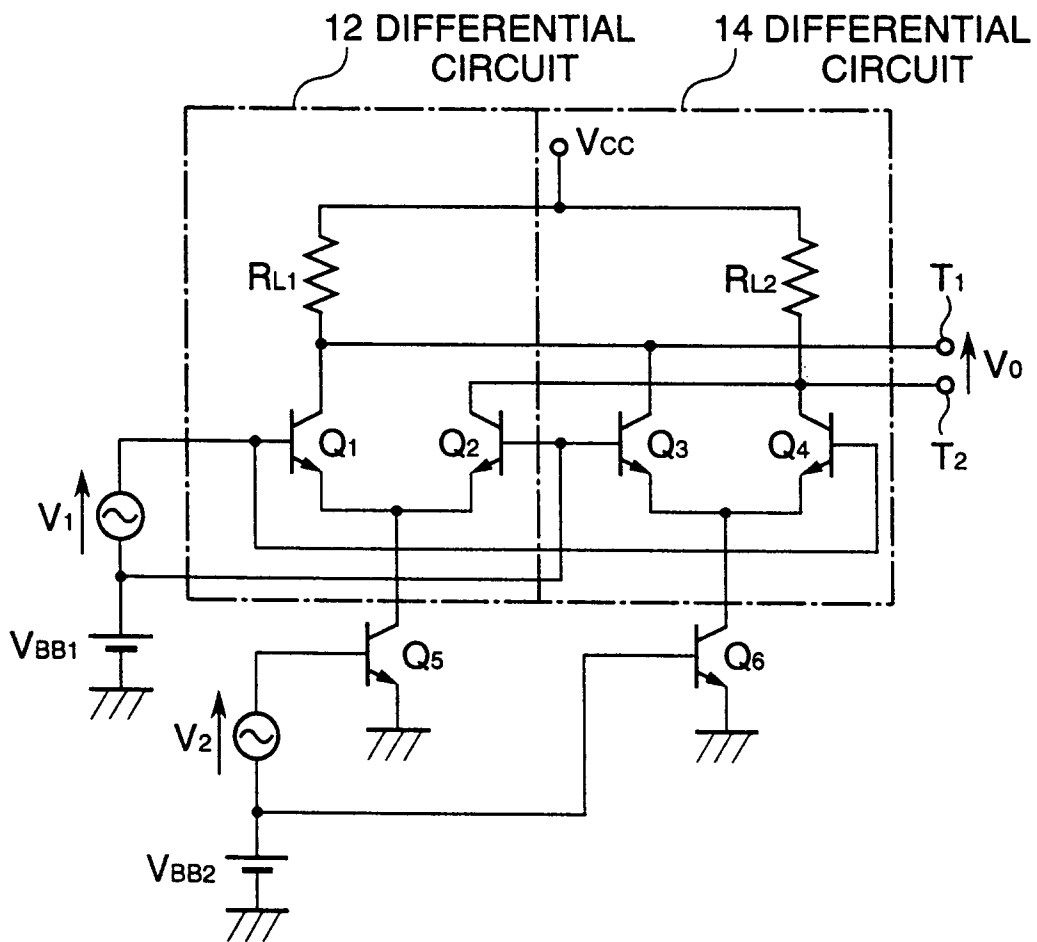 12 DIFFERENTIAL
CIRCUIT
14 DIFFERENTIAL
CIRCUIT
VCC
RL1
RL2
T1
V0
T2
Q1
Q2
Q3
Q4
V1
VBB1
Q5
Q6
V2
VBB2